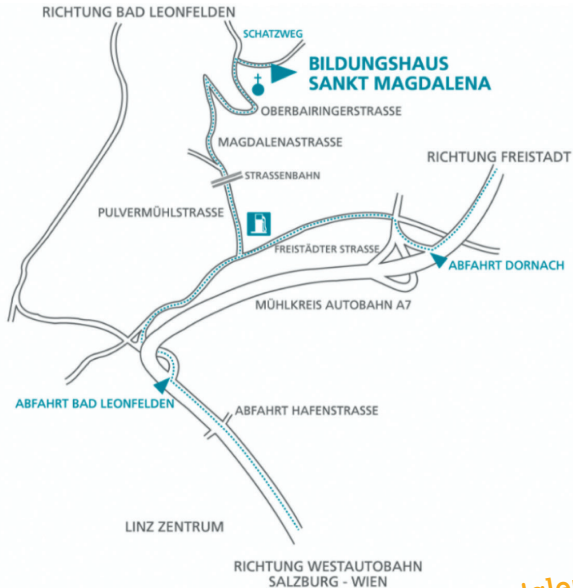 RICHTUNG BAD LEONFELDEN
SCHATZWEG
BILDUNGSHAUS
SANKT MAGDALENA
OBERBAIRINGERSTRASSE
MAGDALENASTRASSE
RICHTUNG FREISTADT
STRASSENBAHN
PULVERMÜHLSTRASSE
FREISTÄDTER STRASSE
ABFAHRT DORNACH
MÜHLKREIS AUTOBAHN A7
ABFAHRT BAD LEONFELDEN
ABFAHRT HAFENSTRASSE
LINZ ZENTRUM
RICHTUNG WESTAUTOBAHN
SALZBURG - WIEN